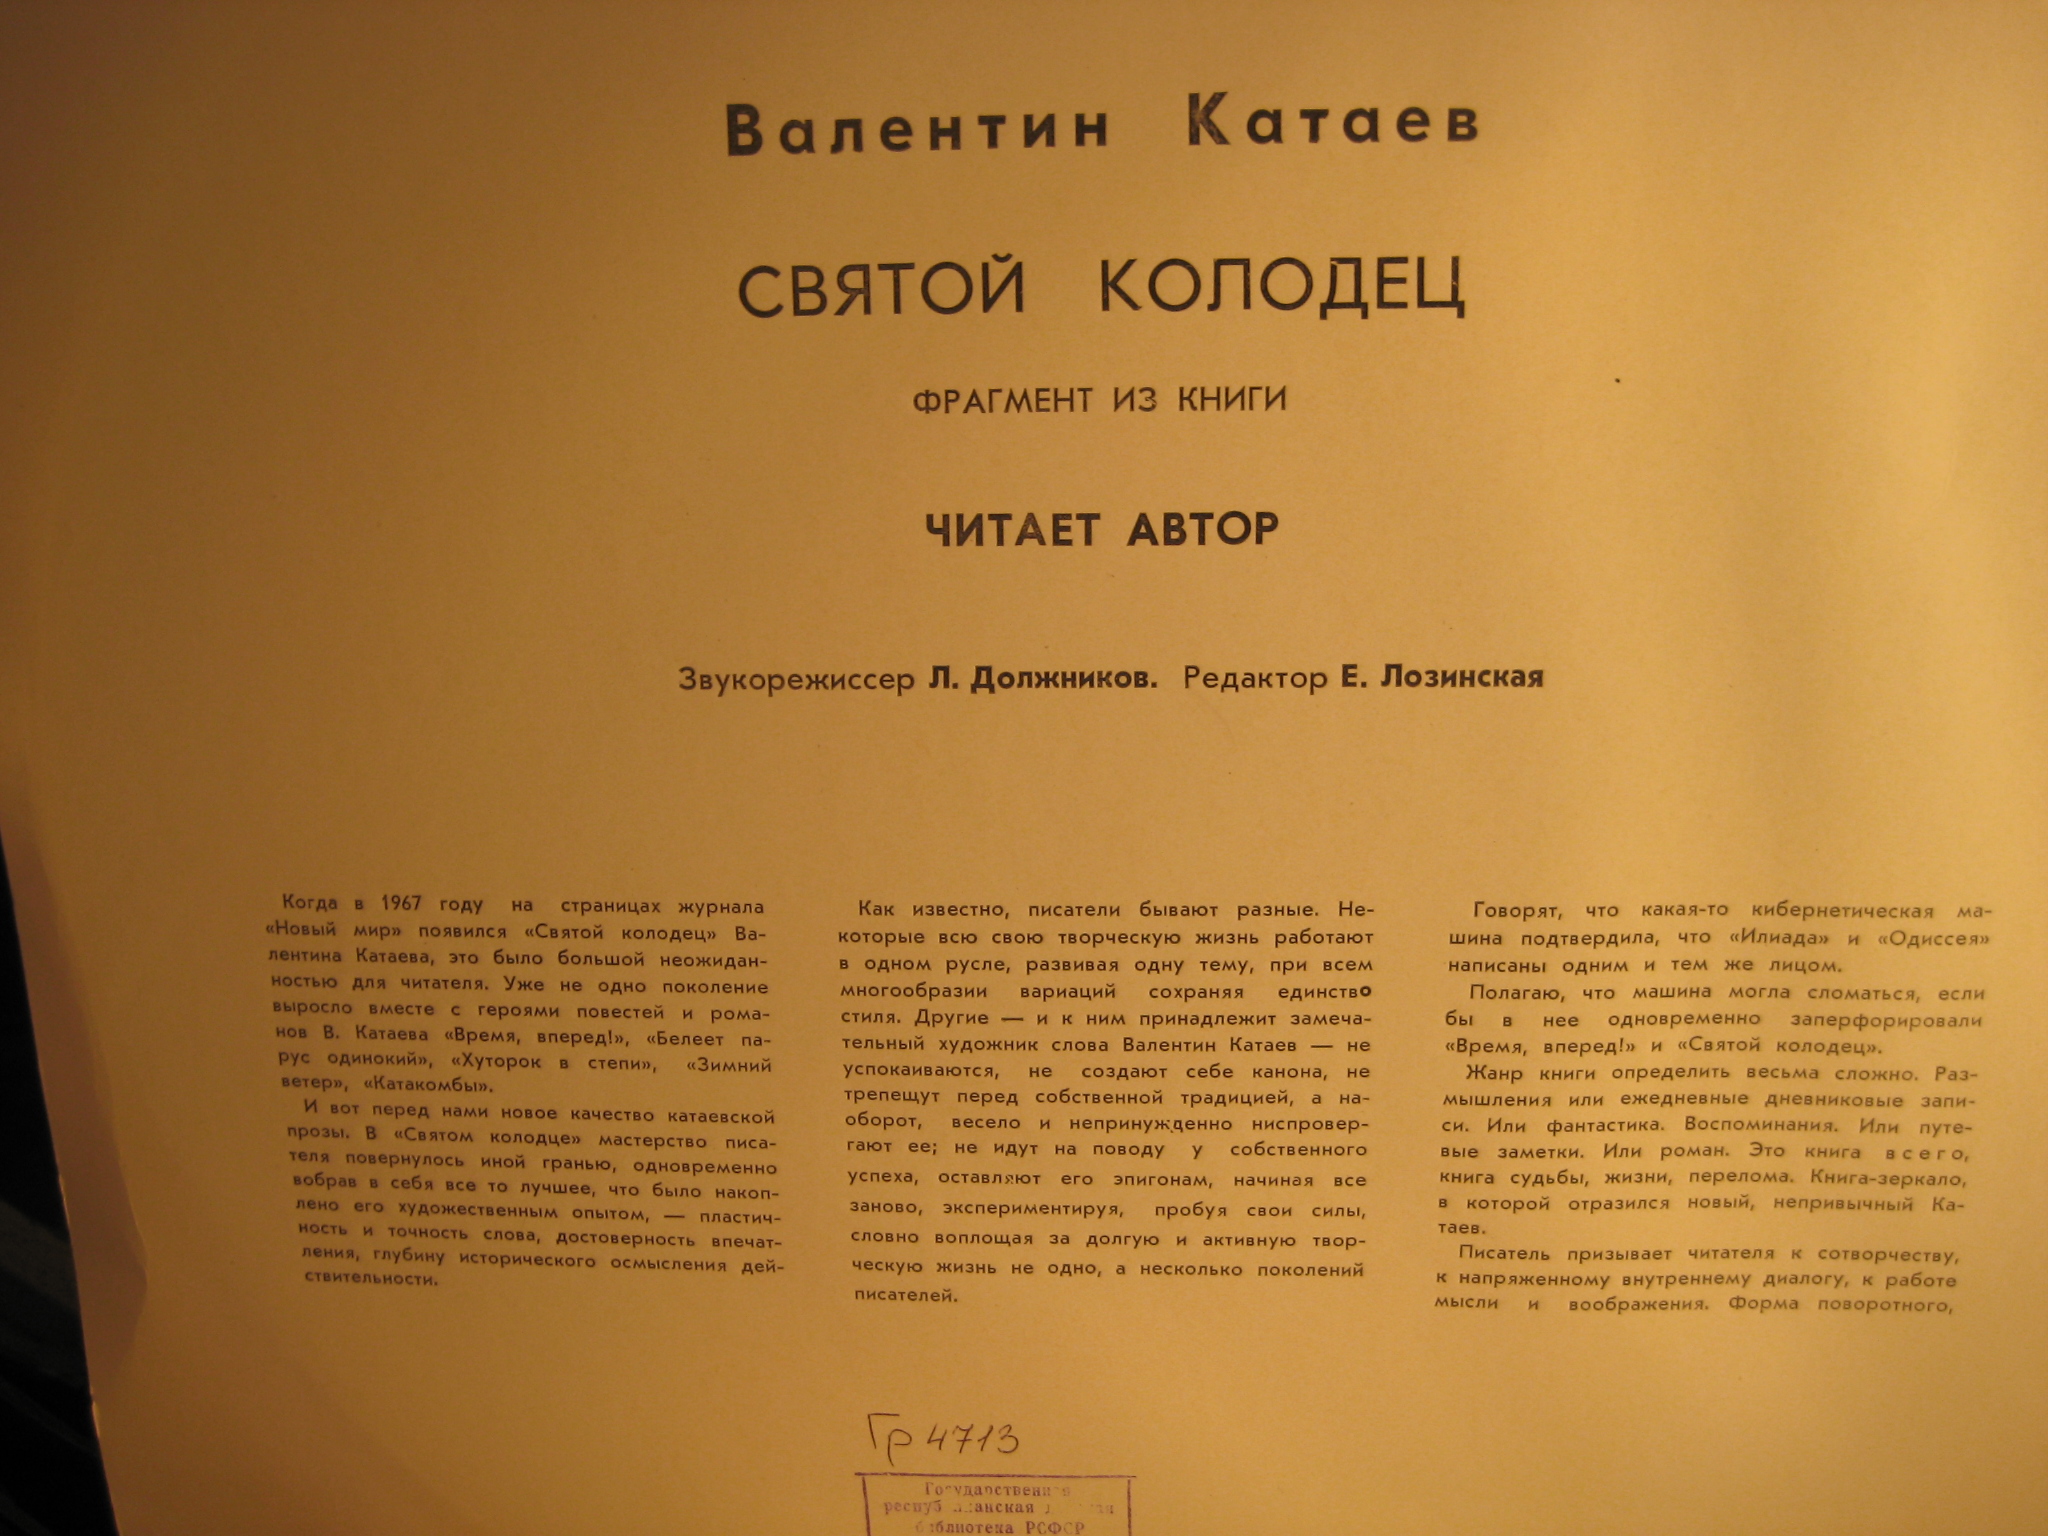 Валентин Катаев
СВЯТОЙ КОЛОДЕЦ
ФРАГМЕНТ ИЗ КНИГИ
ЧИТАЕТ АВТОР
Звукорежиссер Л. Должников. Редактор Е. Лозинская
Когда в 1967 году на страницах журнала
«Новый мир» появился «Святой колодец» Ва-
лентина Катаева, это было большой неожидан-
ностью для читателя. Уже не одно поколение
выросло вместе с героями повестей и рома-
нов В. Катаева «Время, вперед!», «Белеет па-
рус одинокий», «Хуторок в степи», «Зимний
ветер», «Катакомбы».
И вот перед нами новое качество катаевской
прозы. В «Святом колодце» мастерство писа-
теля повернулось иной гранью, одновременно
вобрав в себя все то лучшее, что было накоп-
лено его художественным опытом, — пластич-
ность и точность слова, достоверность впечат-
ления, глубину исторического осмысления дей-
ствительности.
Как известно, писатели бывают разные. Не-
которые всю свою творческую жизнь работают
в одном русле, развивая одну тему, при всем
многообразии вариаций сохраняя единство
стиля. Другие — и к ним принадлежит замеча-
тельный художник слова Валентин Катаев — не
успокаиваются, не создают себе канона, не
трепещут перед собственной традицией, а на-
оборот, весело и непринужденно ниспровер-
гают ее; не идут на поводу у собственного
успеха, оставляют его эпигонам, начиная все
заново, экспериментируя, пробуя свои силы,
словно воплощая за долгую и активную твор-
ческую жизнь не одно, а несколько поколений
писателей.
Говорят, что какая-то кибернетическая ма-
шина подтвердила, что «Илиада» и «Одиссея»
написаны одним и тем же лицом.
Полагаю, что машина могла сломаться, если
бы в нее одновременно заперфорировали
«Время, вперед!» и «Святой колодец».
Жанр книги определить весьма сложно. Раз-
мышления или ежедневные дневниковые запи-
си. Или фантастика. Воспоминания. Или путе-
вые заметки. Или роман. Это книга всего,
книга судьбы, жизни, перелома. Книга-зеркало,
в которой отразился новый, непривычный Ка-
таев.
Писатель призывает читателя к сотворчеству,
к напряженному внутреннему диалогу, к работе
мысли и воображения. Форма поворотного,
Гр 4713
РСФСР